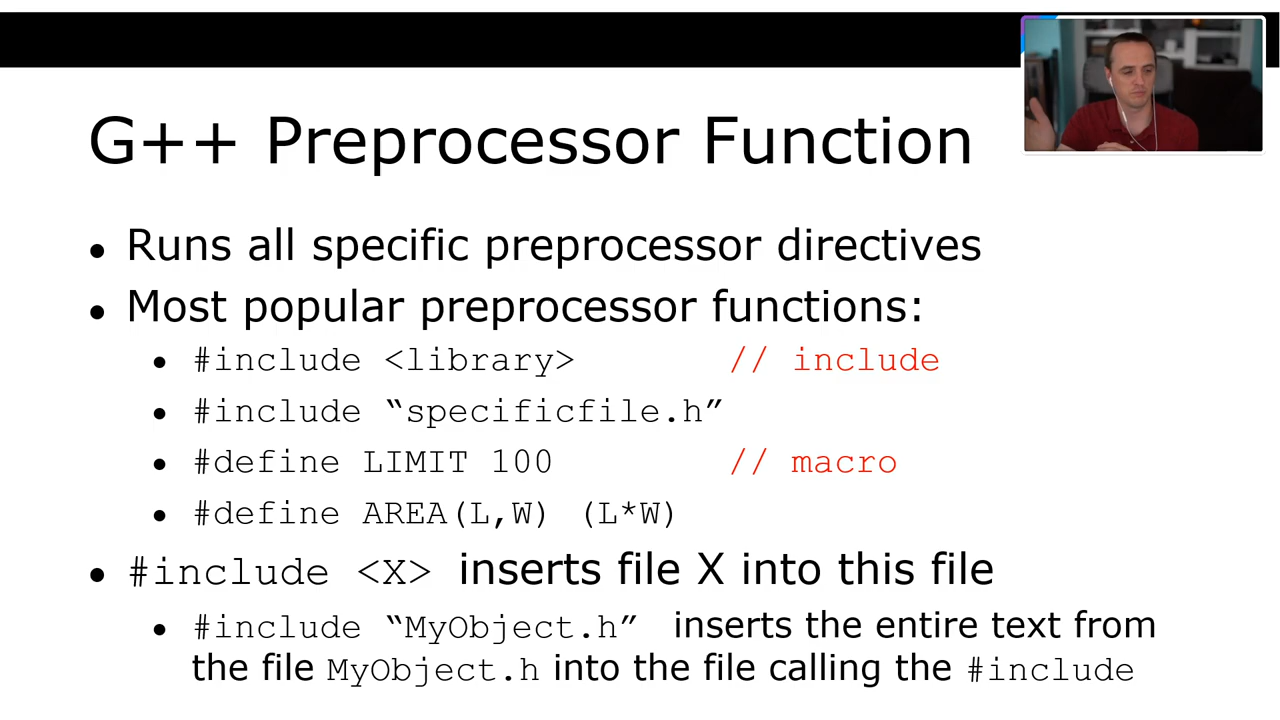 G++ Preprocessor Function
• Runs all specific preprocessor directives
• Most popular preprocessor functions:
• #include <library> // include
• #include “specificfile.h”
• #define LIMIT 100 // macro
• #define AREA(L,W) (L*W)
• #include <X> inserts file X into this file
• #include “MyObject.h” inserts the entire text from
the file MyObject.h into the file calling the #include